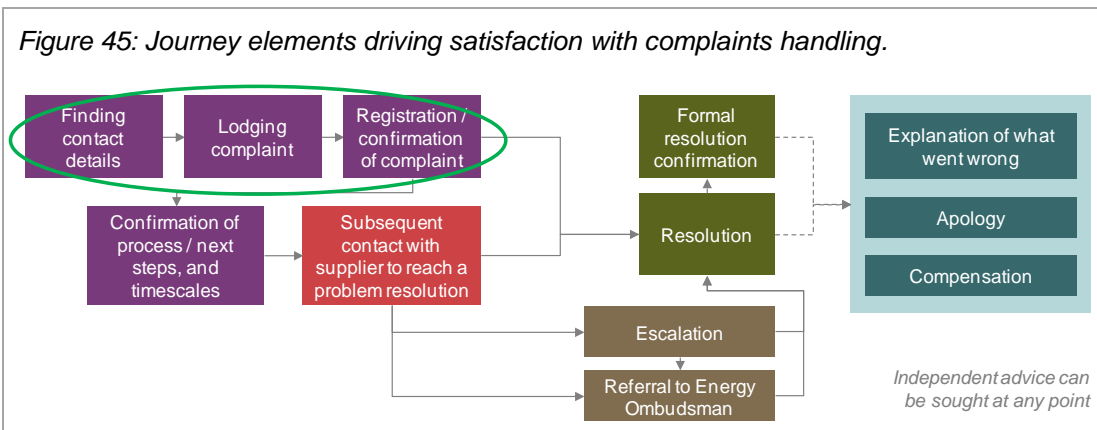 Figure 45: Journey elements driving satisfaction with complaints handling.
Finding
contact
details
Lodging
complaint
Registration /
confirmation
of complaint
Confirmation of
process / next
steps, and
timescales
Subsequent
contact with
supplier to reach a
problem resolution
Formal
resolution
confirmation
Resolution
Escalation
Referral to Energy
Ombudsman
Explanation of what
went wrong
Apology
Compensation
Independent advice can
be sought at any point